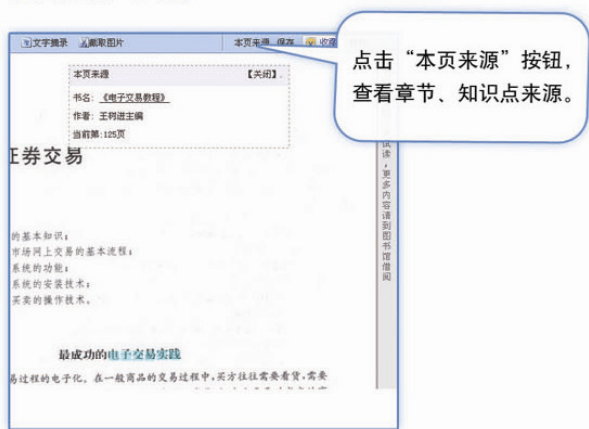 文字摘录 截取图片 本页来源 保存 收藏
点击“本页来源”按钮，
查看章节、知识点来源。
本页来源 【关闭】
书名: 《电子交易教程》
作者: 王树进主编
当前第:125页
证券交易
试读，更多内容请到图书馆借阅
的基本知识；
市场网上交易的基本流程；
系统的功能；
系统的安装技术；
买卖的操作技术。
最成功的电子交易实践
易过程的电子化。在一般商品的交易过程中，买方往往需要看货，需要